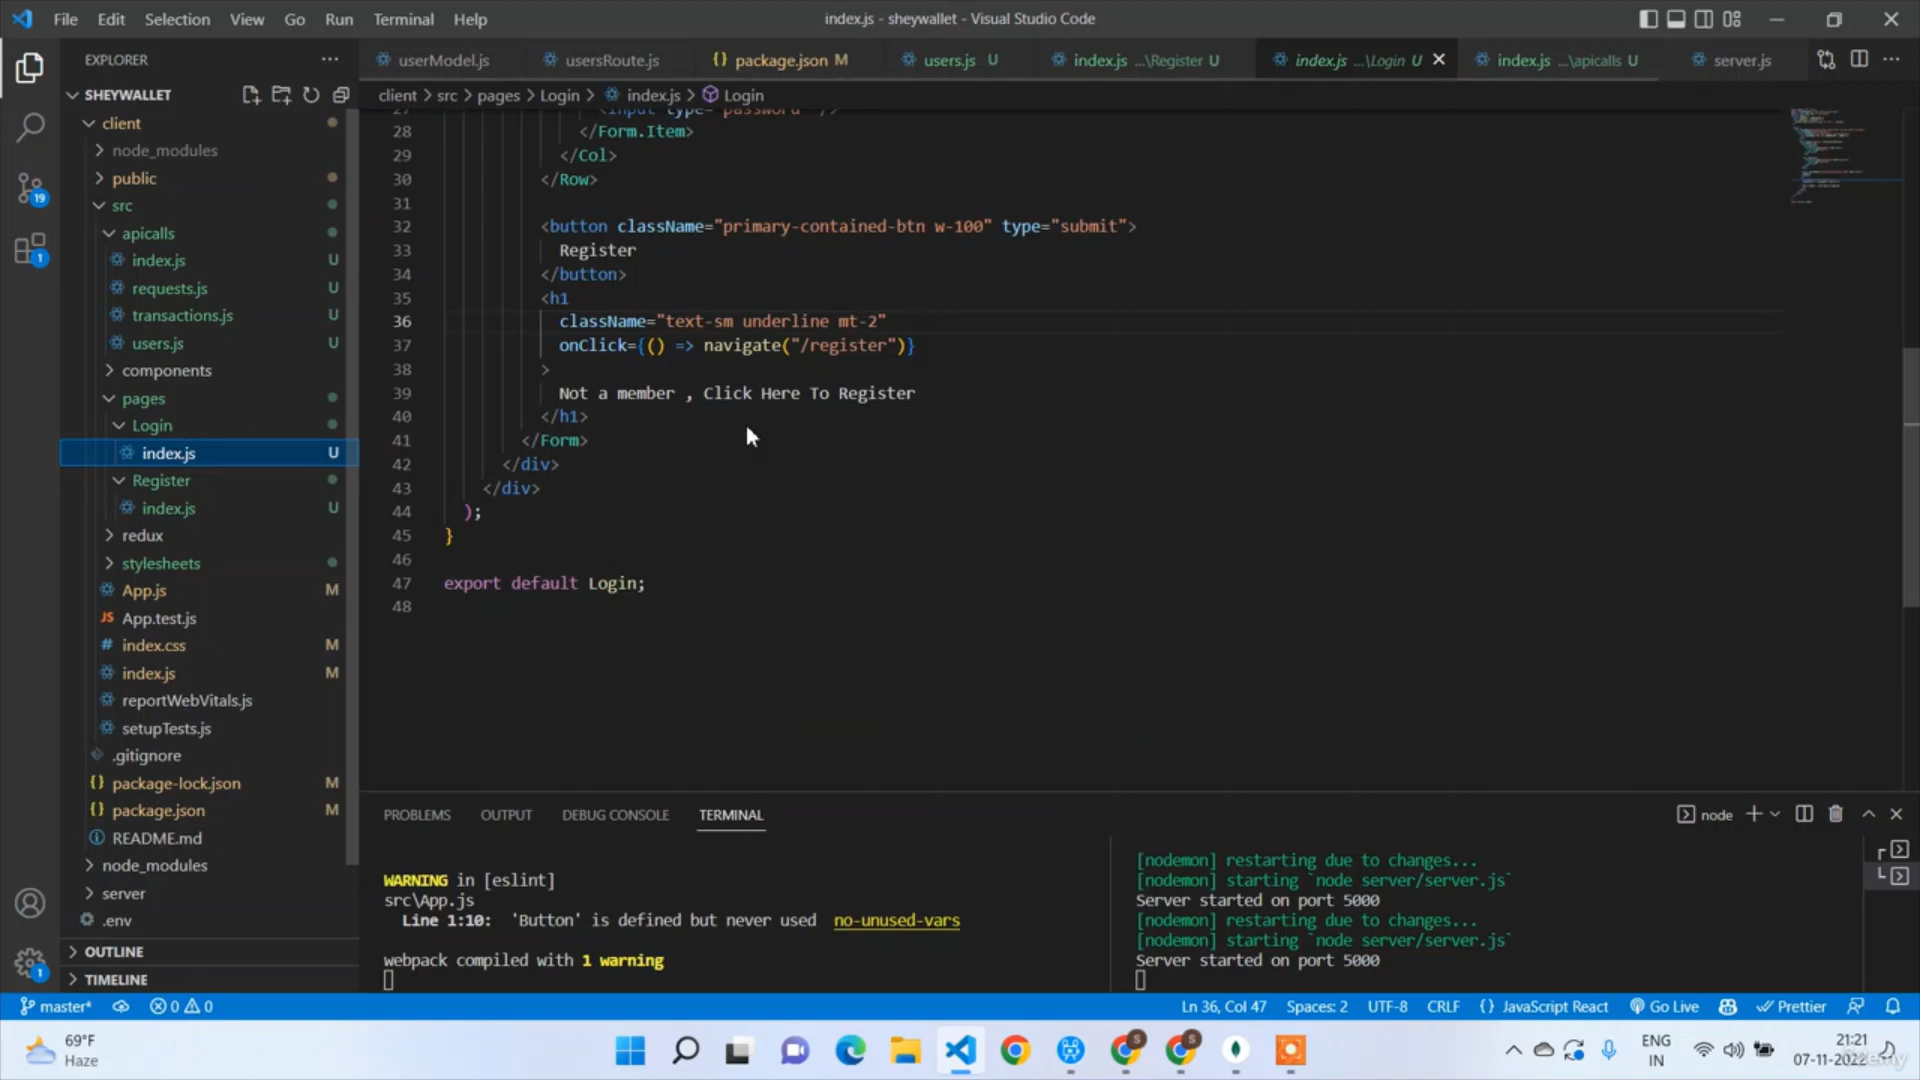 File Edit Selection View Go Run Terminal Help
index.js - sheywallet - Visual Studio Code
EXPLORER
userModel.js
usersRoute.js
package.json M
users.js U
index.js ...\Register U
index.js ...\Login U
index.js ...\apicalls U
server.js
client > src > pages > Login > index.js > Login
SHEYWALLET
client
node_modules
public
src
apicalls
index.js U
requests.js U
transactions.js U
users.js U
components
pages
Login
index.js U
Register
index.js U
redux
stylesheets
App.js M
App.test.js
index.css M
index.js M
reportWebVitals.js
setupTests.js
.gitignore
package-lock.json M
package.json M
README.md
node_modules
server
.env
OUTLINE
TIMELINE
27 <input type="password" />
28 </Form.Item>
29 </Col>
30 </Row>
31
32 <button className="primary-contained-btn w-100" type="submit">
33 Register
34 </button>
35 <h1
36 className="text-sm underline mt-2"
37 onClick={() => navigate("/register")}
38 >
39 Not a member , Click Here To Register
40 </h1>
41 </Form>
42 </div>
43 </div>
44 );
45 }
46
47 export default Login;
48
PROBLEMS OUTPUT DEBUG CONSOLE TERMINAL
node
WARNING in [eslint]
src\App.js
Line 1:10: 'Button' is defined but never used no-unused-vars
webpack compiled with 1 warning
[nodemon] restarting due to changes...
[nodemon] starting `node server/server.js`
Server started on port 5000
[nodemon] restarting due to changes...
[nodemon] starting `node server/server.js`
Server started on port 5000
19
1
1
master* 0 0
Ln 36, Col 47 Spaces: 2 UTF-8 CRLF {} JavaScript React Go Live Prettier
69°F
Haze
ENG
IN
21:21
07-11-2022